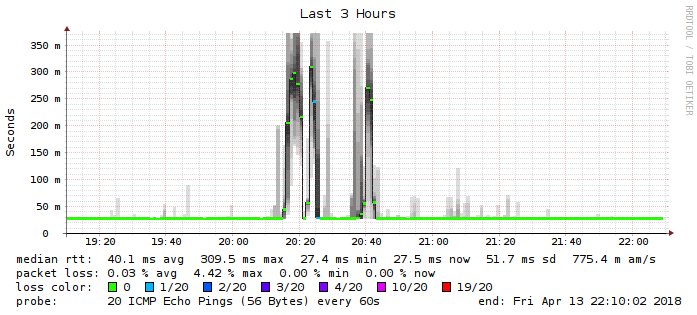 Last 3 Hours
RRDTOOL / TOBI OETIKER
Seconds
350 m
300 m
250 m
200 m
150 m
100 m
50 m
0
19:20 19:40 20:00 20:20 20:40 21:00 21:20 21:40 22:00
median rtt: 40.1 ms avg 309.5 ms max 27.4 ms min 27.5 ms now 51.7 ms sd 775.4 m am/s
packet loss: 0.03 % avg 4.42 % max 0.00 % min 0.00 % now
loss color: 0 1/20 2/20 3/20 4/20 10/20 19/20
probe: 20 ICMP Echo Pings (56 Bytes) every 60s end: Fri Apr 13 22:10:02 2018